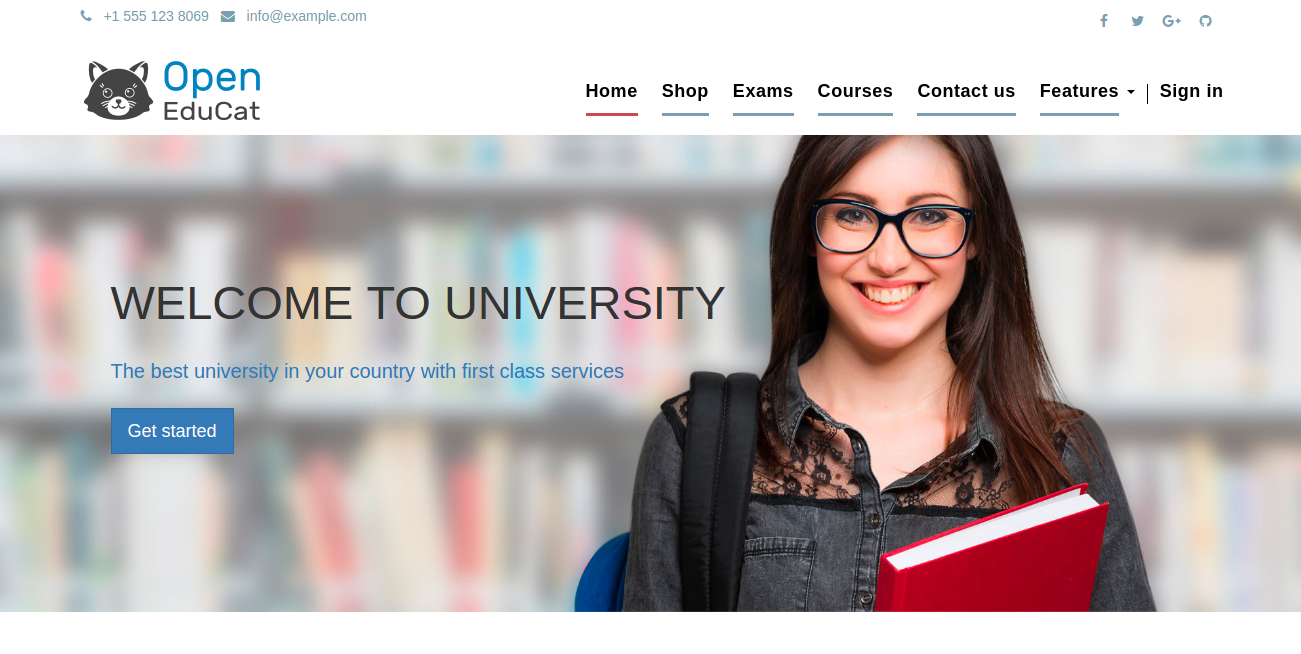 +1 555 123 8069 info@example.com
Open
EduCat
Home Shop Exams Courses Contact us Features Sign in
WELCOME TO UNIVERSITY
The best university in your country with first class services
Get started